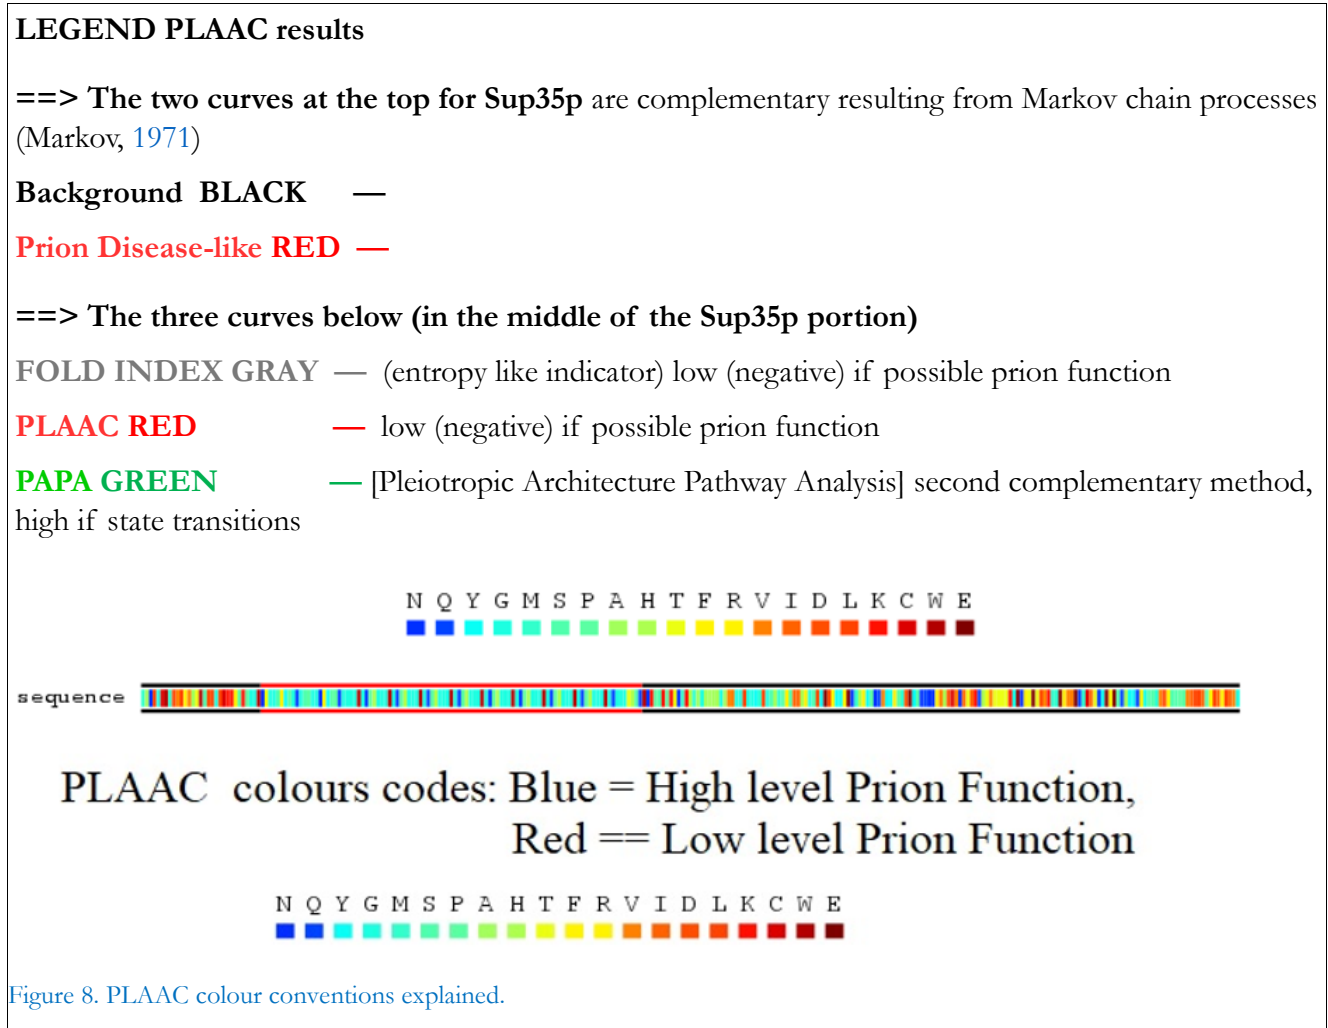 LEGEND PLAAC results
==> The two curves at the top for Sup35p are complementary resulting from Markov chain processes
(Markov, 1971)
Background BLACK —
Prion Disease-like RED —
==> The three curves below (in the middle of the Sup35p portion)
FOLD INDEX GRAY — (entropy like indicator) low (negative) if possible prion function
PLAAC RED — low (negative) if possible prion function
PAPA GREEN — [Pleiotropic Architecture Pathway Analysis] second complementary method,
high if state transitions
N Q Y G M S P A H T F R V I D L K C W E
sequence
PLAAC colours codes: Blue = High level Prion Function,
Red == Low level Prion Function
N Q Y G M S P A H T F R V I D L K C W E
Figure 8. PLAAC colour conventions explained.